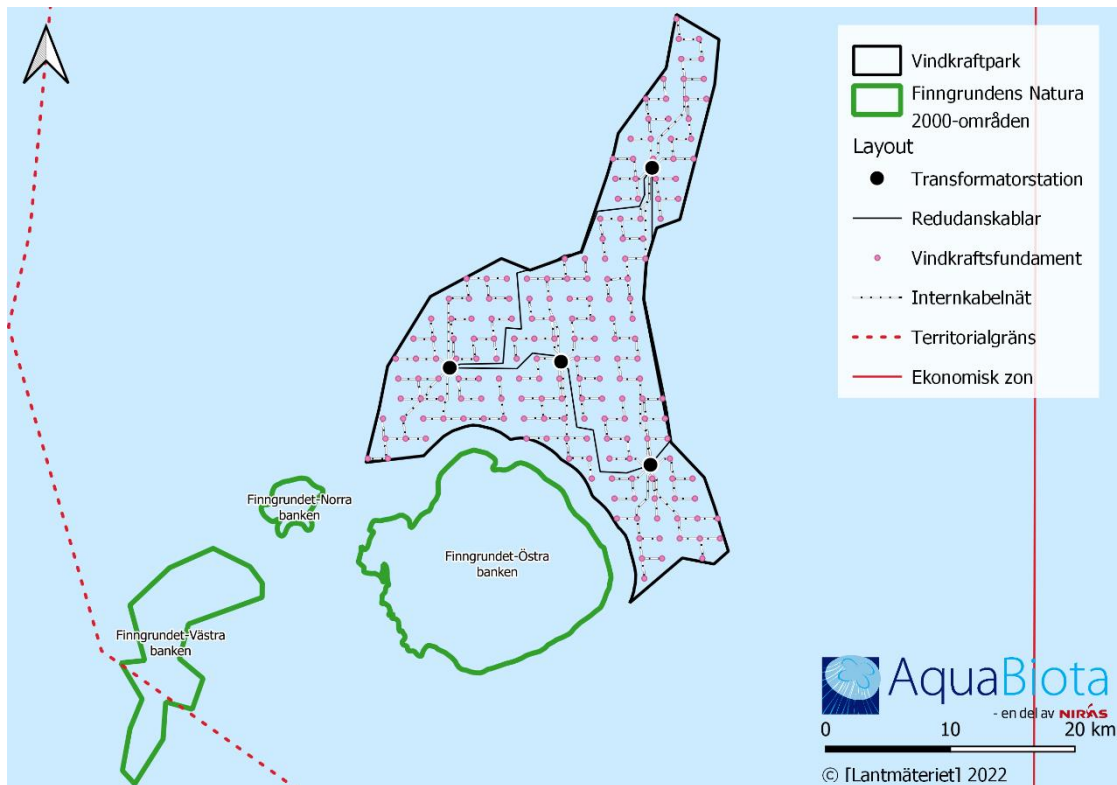 Vindkraftpark
Finngrundens Natura
2000-områden
Layout
Transformatorstation
Redudanskablar
Vindkraftsfundament
Internkabelnät
Territorialgräns
Ekonomisk zon
Finngrundet-Norra
banken
Finngrundet-Östra
banken
Finngrundet-Västra
banken
AquaBiota
- en del av NIRAS
0 10 20 km
© [Lantmäteriet] 2022